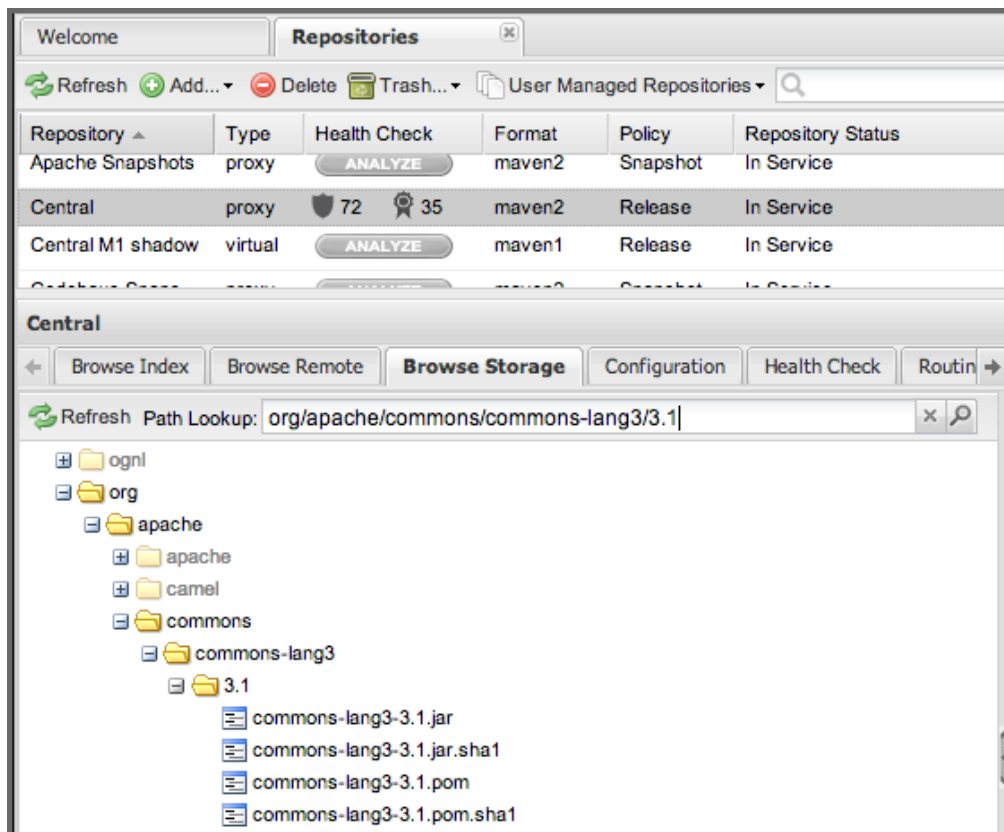 Welcome Repositories
Refresh Add... Delete Trash... User Managed Repositories
Repository Type Health Check Format Policy Repository Status
Apache Snapshots proxy ANALYZE maven2 Snapshot In Service
Central proxy 72 35 maven2 Release In Service
Central M1 shadow virtual ANALYZE maven1 Release In Service
Central
Browse Index Browse Remote Browse Storage Configuration Health Check Routin
Refresh Path Lookup: org/apache/commons/commons-lang3/3.1
ognl
org
apache
apache
camel
commons
commons-lang3
3.1
commons-lang3-3.1.jar
commons-lang3-3.1.jar.sha1
commons-lang3-3.1.pom
commons-lang3-3.1.pom.sha1